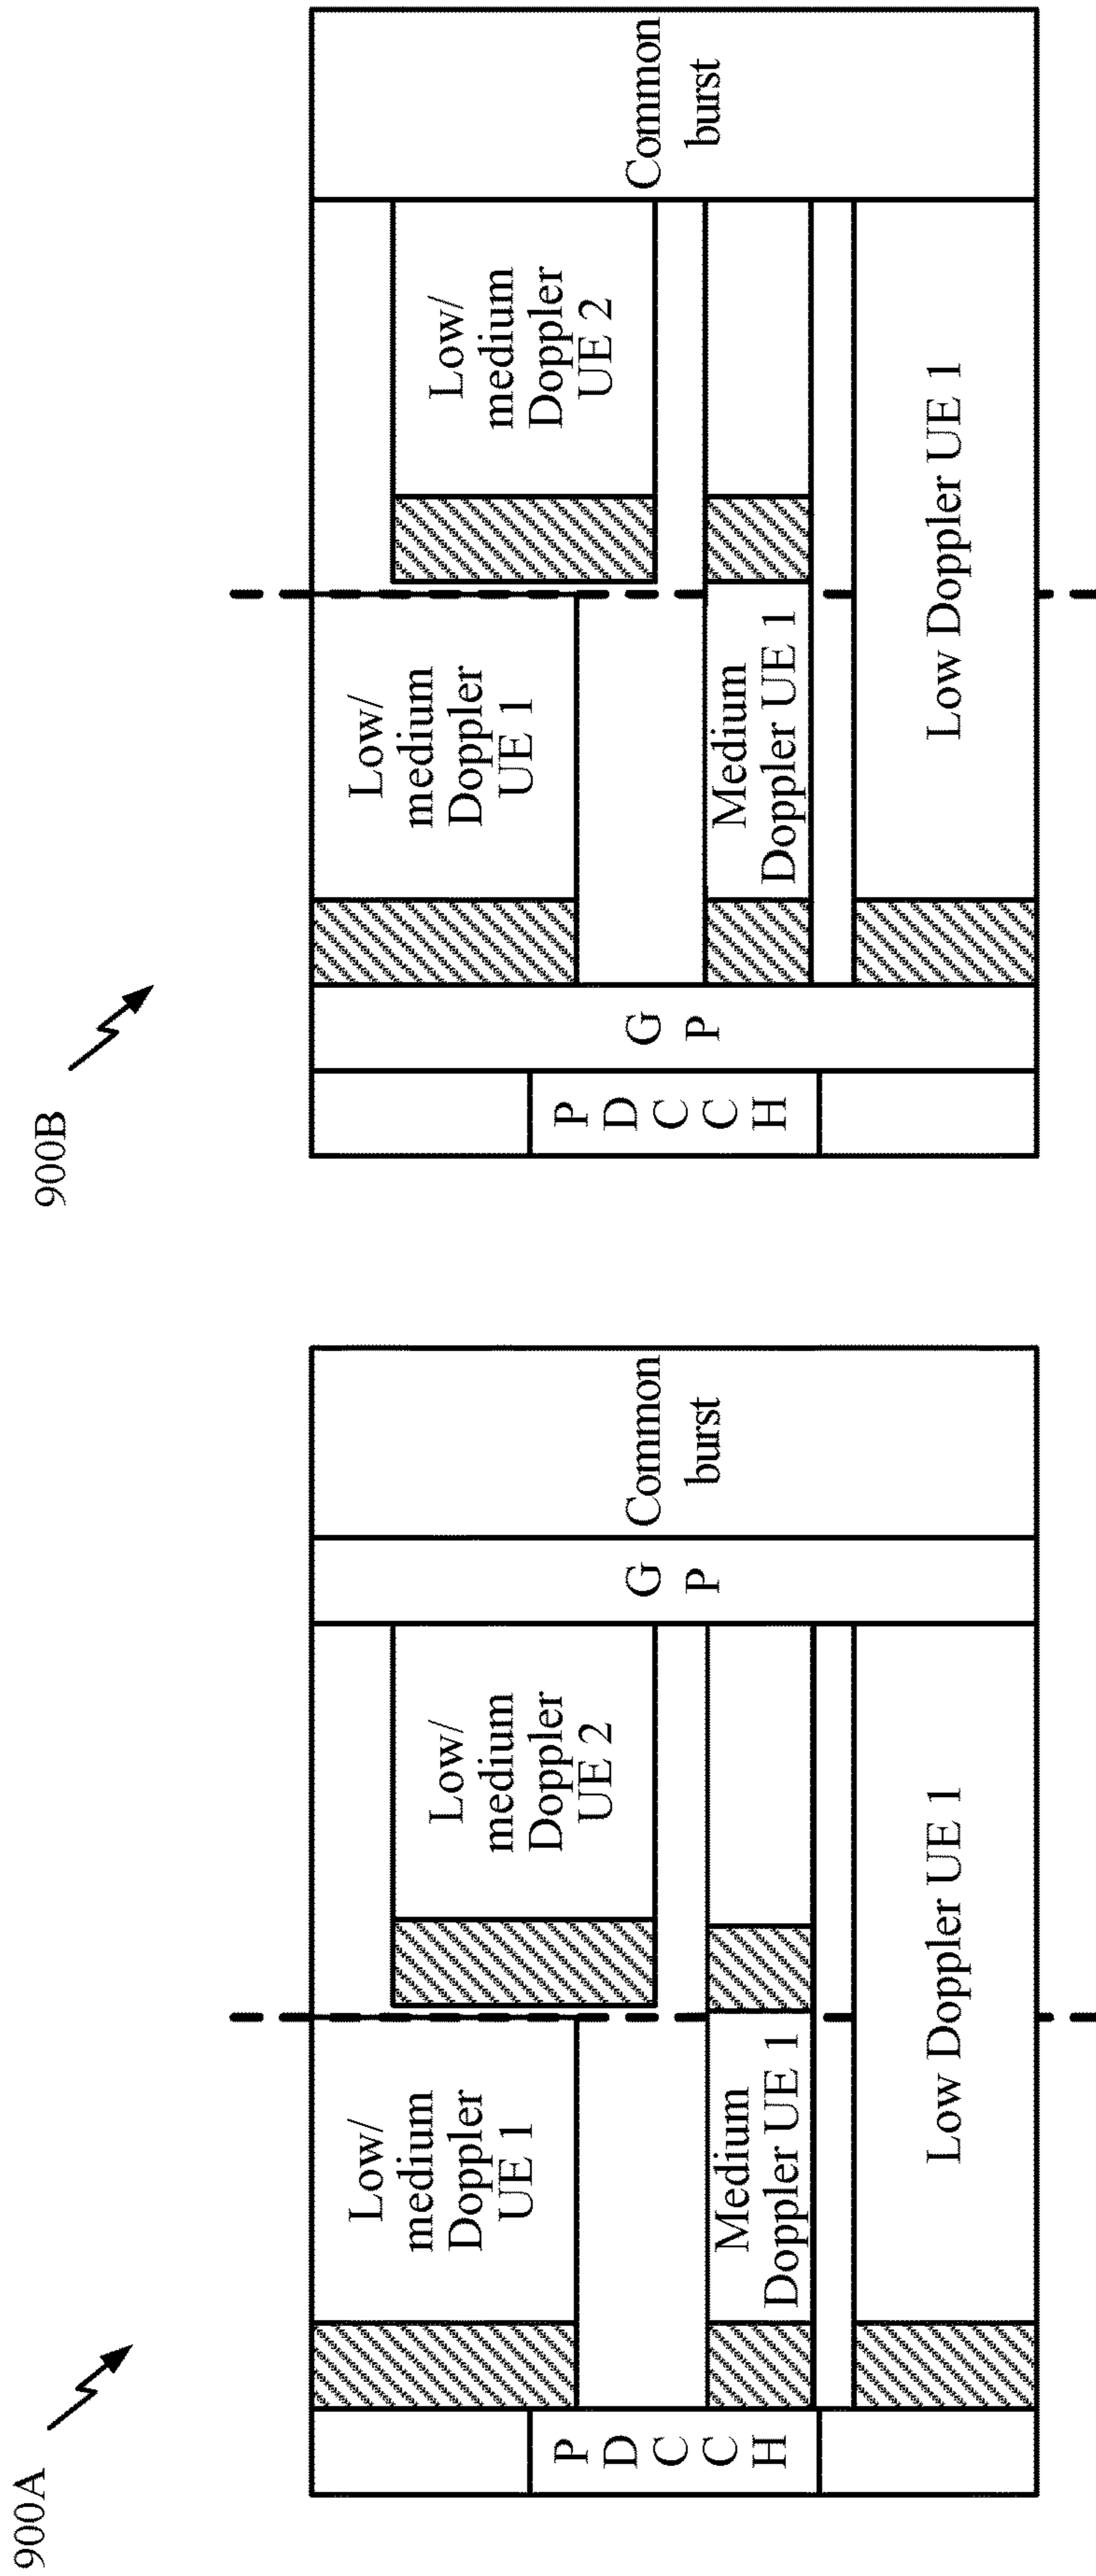 900A
P
D
C
C
H
Low/
medium
Doppler
UE 1
Low/
medium
Doppler
UE 2
Medium
Doppler UE 1
Low Doppler UE 1
G
P
Common
burst
900B
P
D
C
C
H
G
P
Low/
medium
Doppler
UE 1
Low/
medium
Doppler
UE 2
Medium
Doppler UE 1
Low Doppler UE 1
Common
burst